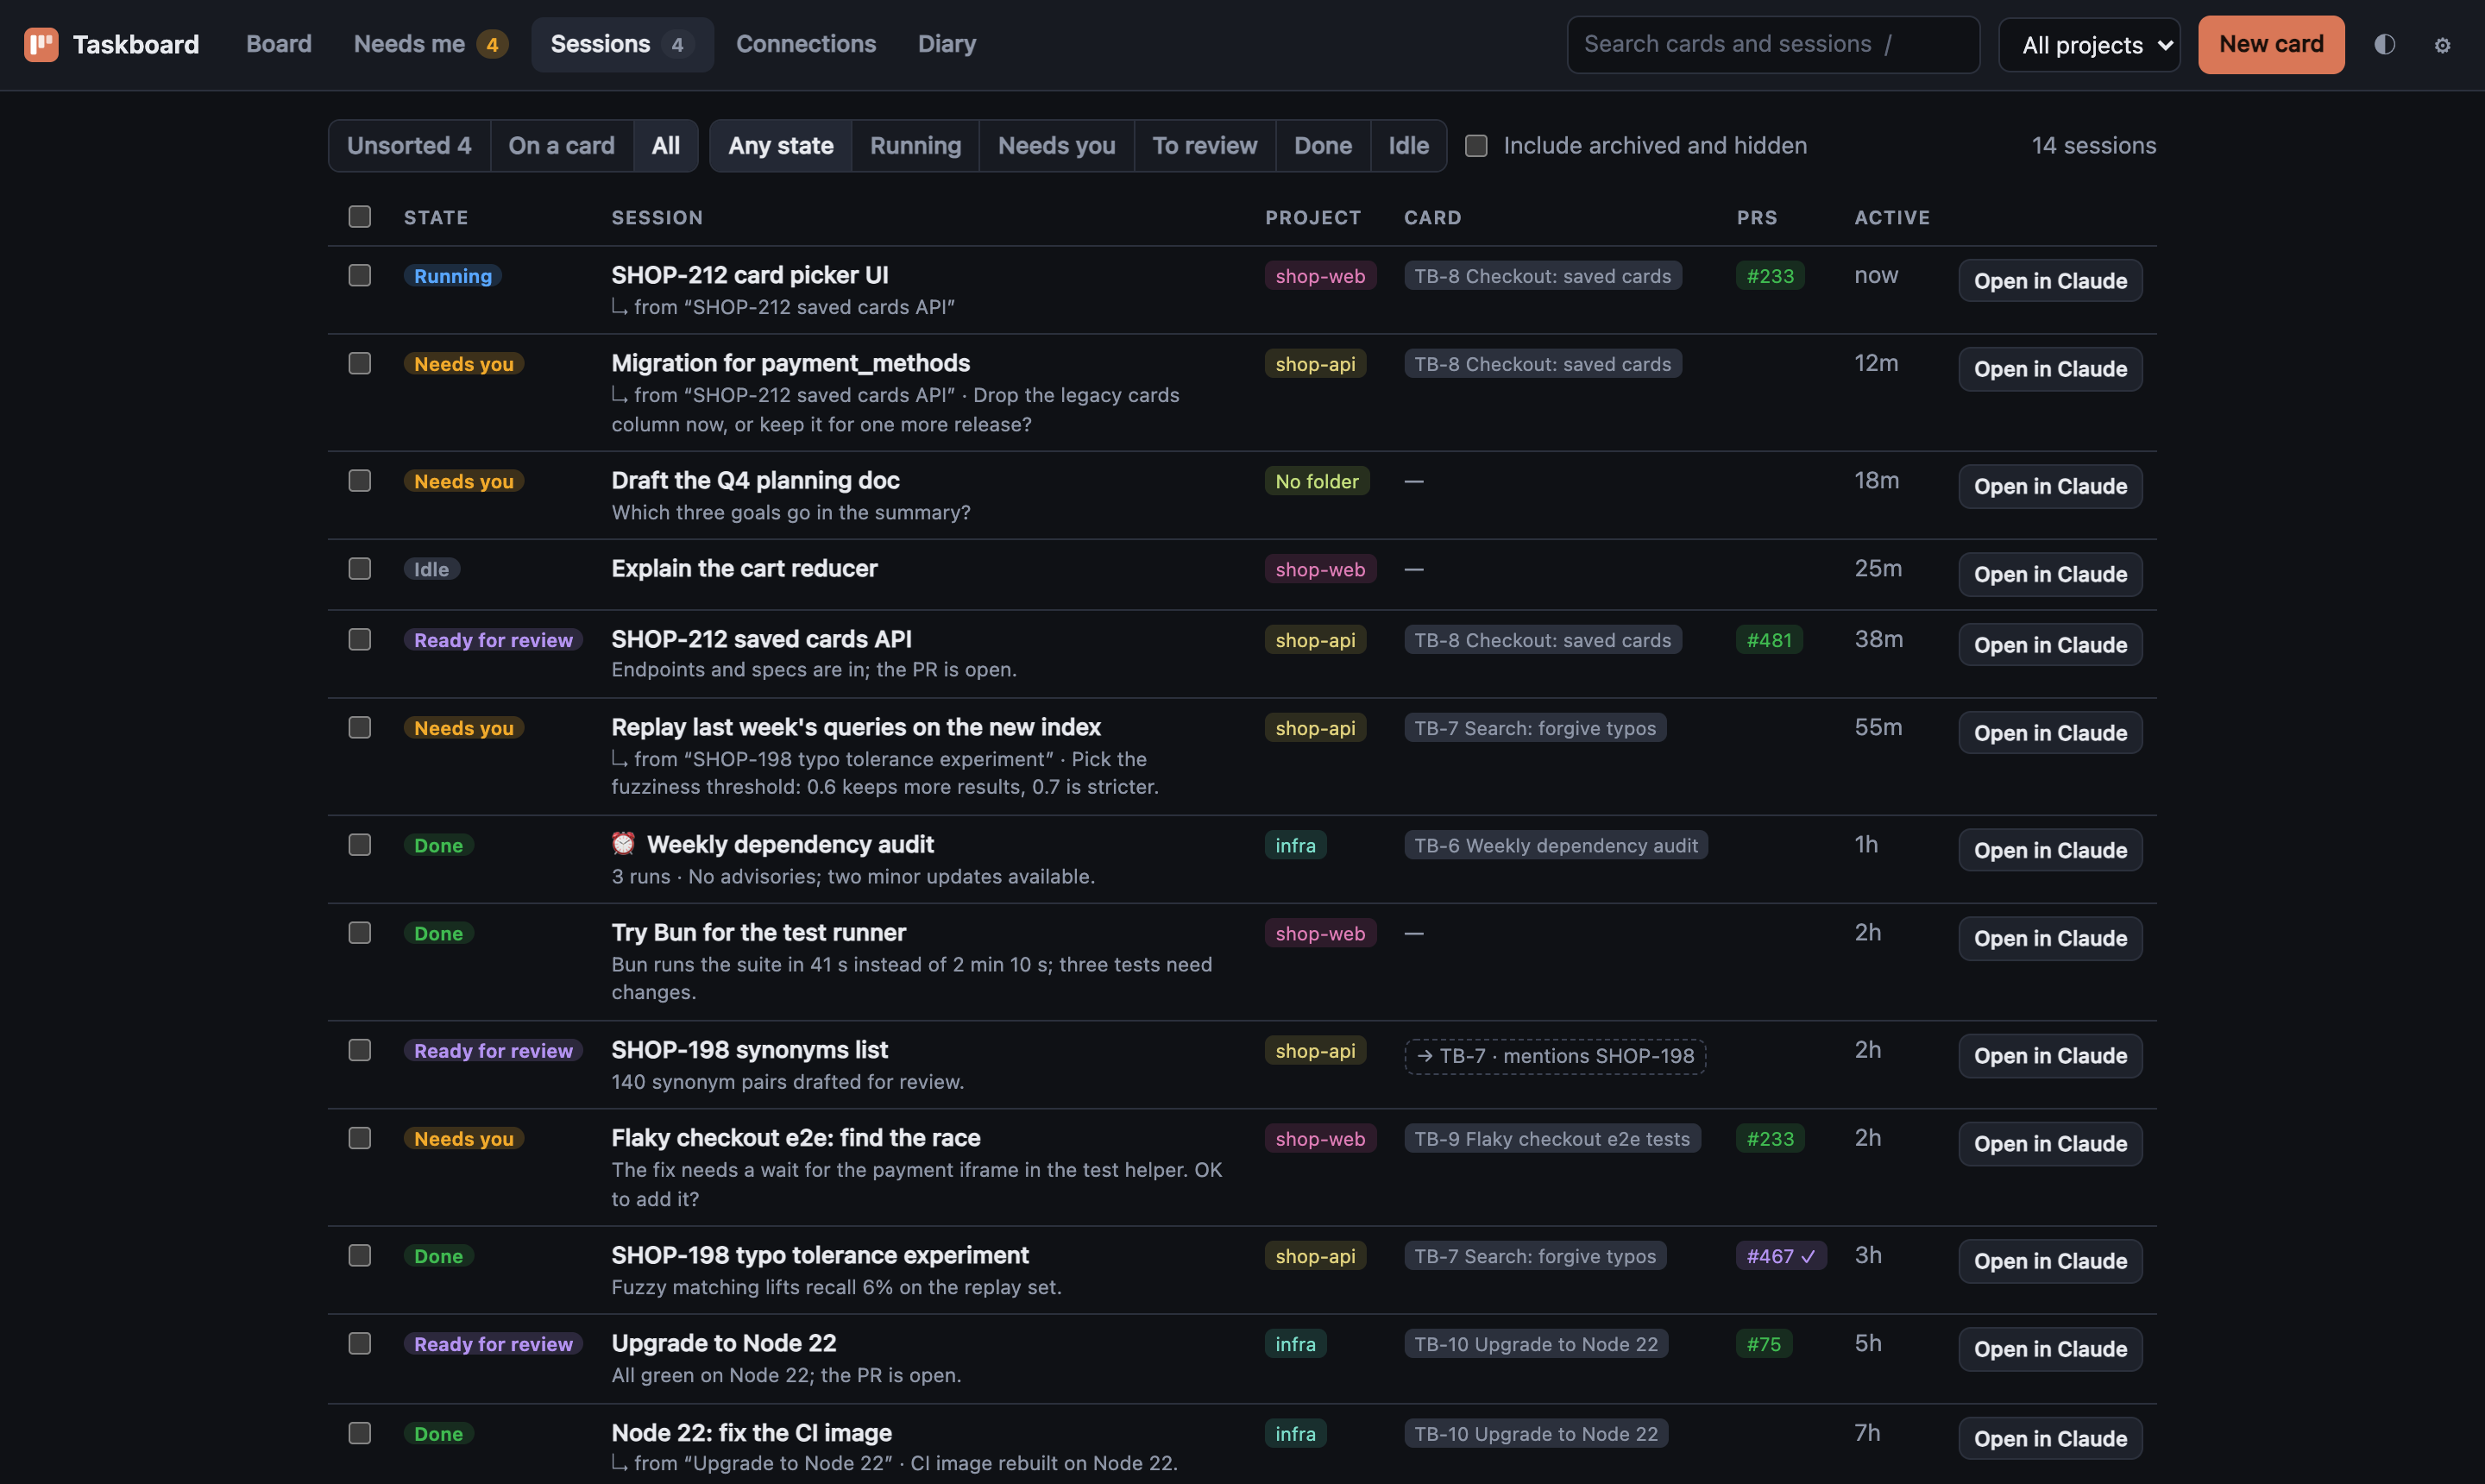 Taskboard Board Needs me 4 Sessions 4 Connections Diary Search cards and sessions / All projects New card
Unsorted 4 On a card All Any state Running Needs you To review Done Idle Include archived and hidden 14 sessions
STATE SESSION PROJECT CARD PRS ACTIVE
Running SHOP-212 card picker UI shop-web TB-8 Checkout: saved cards #233 now Open in Claude
from “SHOP-212 saved cards API”
Needs you Migration for payment_methods shop-api TB-8 Checkout: saved cards 12m Open in Claude
from “SHOP-212 saved cards API” · Drop the legacy cards
column now, or keep it for one more release?
Needs you Draft the Q4 planning doc No folder — 18m Open in Claude
Which three goals go in the summary?
Idle Explain the cart reducer shop-web — 25m Open in Claude
Ready for review SHOP-212 saved cards API shop-api TB-8 Checkout: saved cards #481 38m Open in Claude
Endpoints and specs are in; the PR is open.
Needs you Replay last week's queries on the new index shop-api TB-7 Search: forgive typos 55m Open in Claude
from “SHOP-198 typo tolerance experiment” · Pick the
fuzziness threshold: 0.6 keeps more results, 0.7 is stricter.
Done ⏰ Weekly dependency audit infra TB-6 Weekly dependency audit 1h Open in Claude
3 runs · No advisories; two minor updates available.
Done Try Bun for the test runner shop-web — 2h Open in Claude
Bun runs the suite in 41 s instead of 2 min 10 s; three tests need
changes.
Ready for review SHOP-198 synonyms list shop-api → TB-7 · mentions SHOP-198 2h Open in Claude
140 synonym pairs drafted for review.
Needs you Flaky checkout e2e: find the race shop-web TB-9 Flaky checkout e2e tests #233 2h Open in Claude
The fix needs a wait for the payment iframe in the test helper. OK
to add it?
Done SHOP-198 typo tolerance experiment shop-api TB-7 Search: forgive typos #467 ✓ 3h Open in Claude
Fuzzy matching lifts recall 6% on the replay set.
Ready for review Upgrade to Node 22 infra TB-10 Upgrade to Node 22 #75 5h Open in Claude
All green on Node 22; the PR is open.
Done Node 22: fix the CI image infra TB-10 Upgrade to Node 22 7h Open in Claude
from “Upgrade to Node 22” · CI image rebuilt on Node 22.